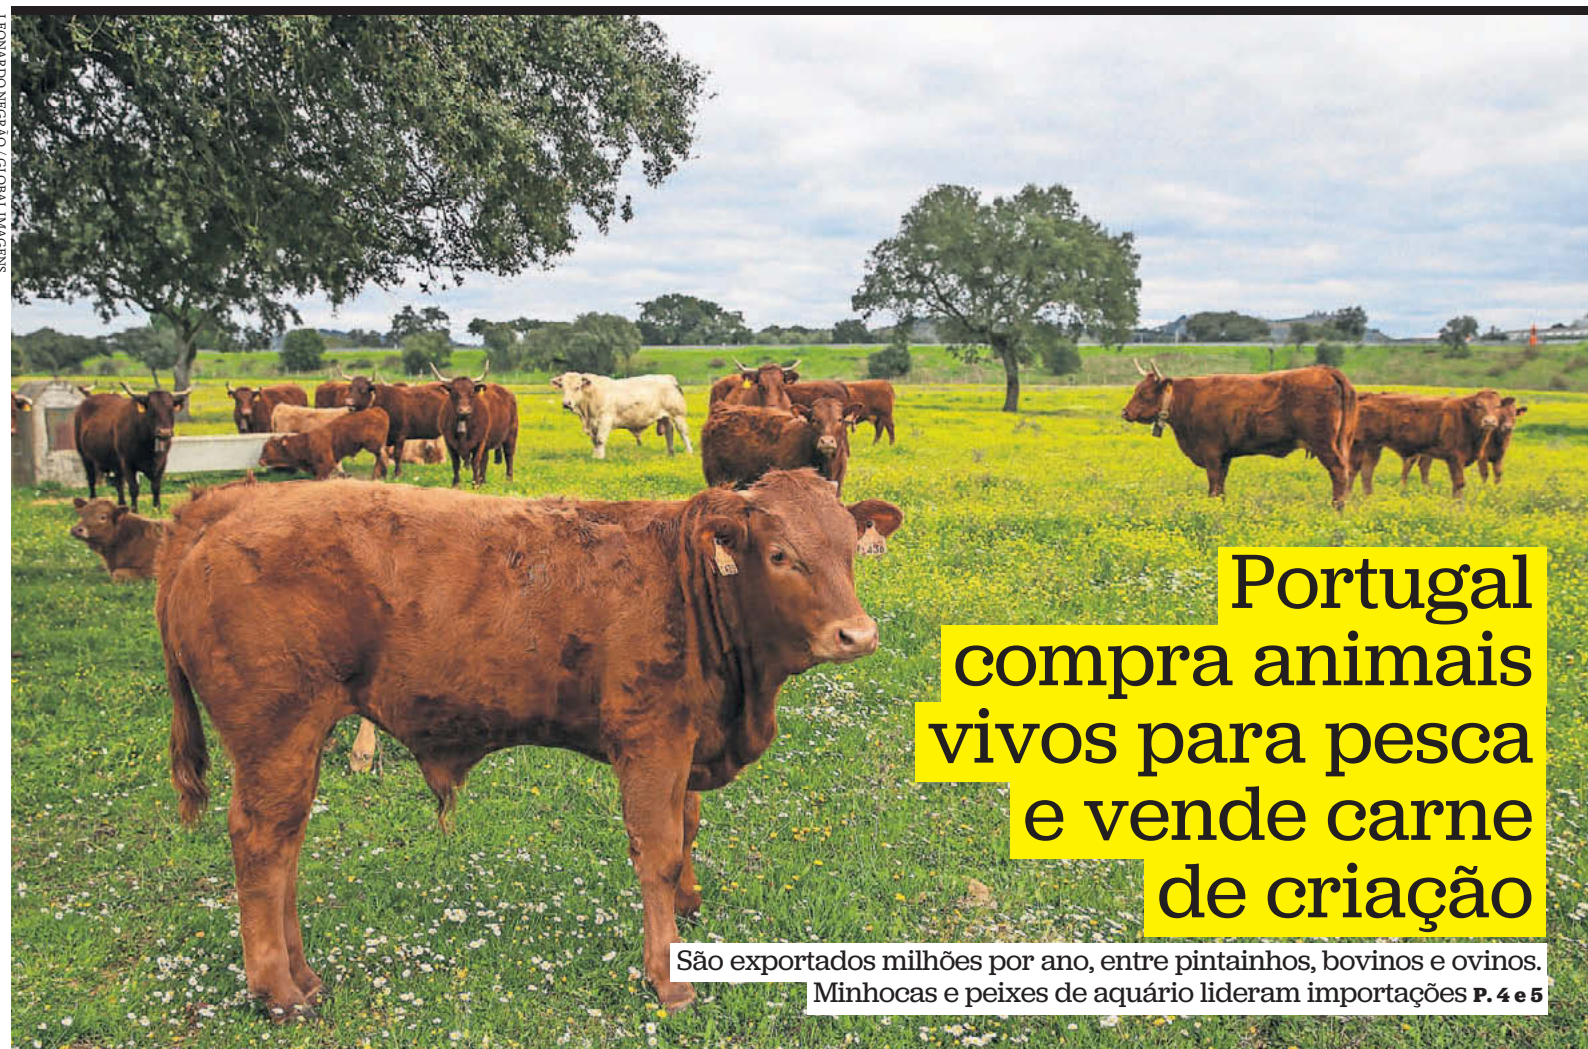 LEONARDO NEGRÃO / GLOBAL IMAGENS
Portugal
compra animais
vivos para pesca
e vende carne
de criação
São exportados milhões por ano, entre pintainhos, bovinos e ovinos.
Minhocas e peixes de aquário lideram importações P. 4 e 5